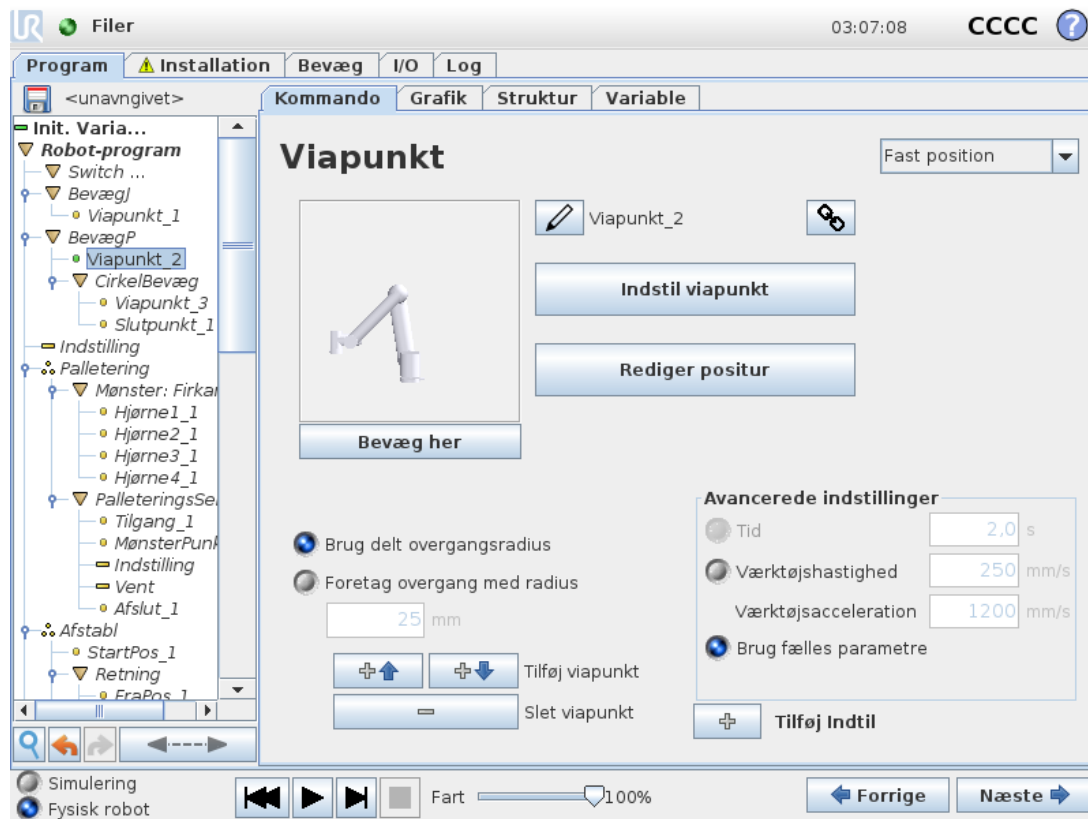 UR Filer 03:07:08 CCCC ?
Program Installation Bevæg I/O Log
<unavngivet>
Kommando Grafik Struktur Variable
Init. Varia...
Robot-program
Switch ...
BevægJ
Viapunkt_1
BevægP
Viapunkt_2
CirkelBevæg
Viapunkt_3
Slutpunkt_1
Indstilling
Palletering
Mønster: Firkan
Hjørne1_1
Hjørne2_1
Hjørne3_1
Hjørne4_1
PalleteringsSe
Tilgang_1
MønsterPunk
Indstilling
Vent
Afslut_1
Afstabl
StartPos_1
Retning
FraPos_1
Viapunkt
Fast position
Viapunkt_2
Indstil viapunkt
Rediger positur
Bevæg her
Brug delt overgangsradius
Foretag overgang med radius
25 mm
Tilføj viapunkt
Slet viapunkt
Avancerede indstillinger
Tid 2,0 s
Værktøjshastighed 250 mm/s
Værktøjsacceleration 1200 mm/s
Brug fælles parametre
Tilføj Indtil
Simulering
Fysisk robot
Fart 100%
Forrige
Næste